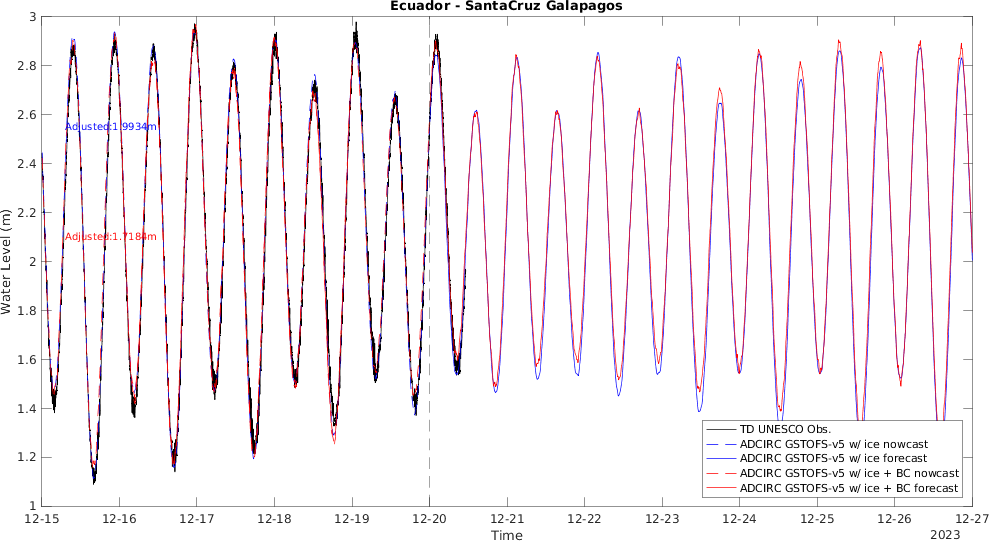 Ecuador - SantaCruz Galapagos
3
2.8
2.6
2.4
2.2
2
1.8
1.6
1.4
1.2
1
Water Level (m)
Adjusted:1.9934m
Adjusted:1.7184m
TD UNESCO Obs.
ADCIRC GSTOFS-v5 w/ ice nowcast
ADCIRC GSTOFS-v5 w/ ice forecast
ADCIRC GSTOFS-v5 w/ ice + BC nowcast
ADCIRC GSTOFS-v5 w/ ice + BC forecast
12-15 12-16 12-17 12-18 12-19 12-20 12-21 12-22 12-23 12-24 12-25 12-26 12-27
Time
2023